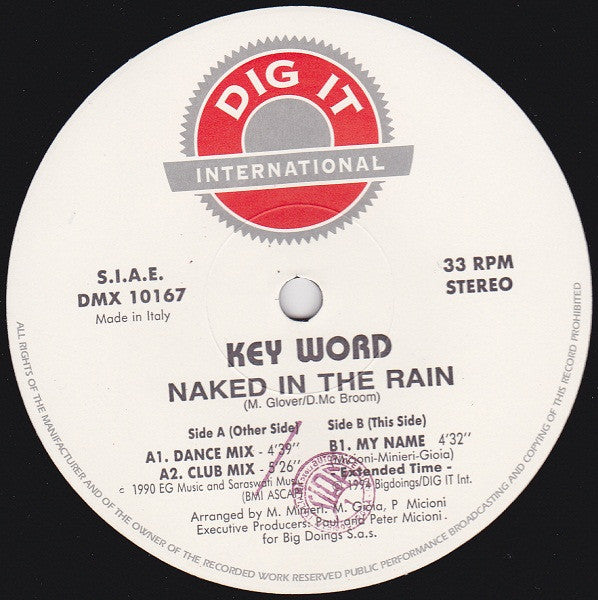 DIG IT
INTERNATIONAL
S.I.A.E.
DMX 10167
Made in Italy
33 RPM
STEREO
KEY WORD
NAKED IN THE RAIN
(M. Glover/D.Mc Broom)
Side A (Other Side)
A1. DANCE MIX - 4'39''
A2. CLUB MIX - 5'26''
c 1990 EG Music and Saraswati Music
(BMI ASCAP)
Side B (This Side)
B1. MY NAME 4'32''
(Micioni-Minieri-Gioia)
- Extended Time -
Bigdoings/DIG IT Int.
Arranged by M. Minieri, M. Gioia, P Micioni
Executive Producers: Paul and Peter Micioni
for Big Doings S.a.s.
ALL RIGHTS OF THE MANUFACTURER AND OF THE OWNER OF THE RECORDED WORK RESERVED PUBLIC PERFORMANCE BROADCASTING AND COPYING OF THIS RECORD PROHIBITED